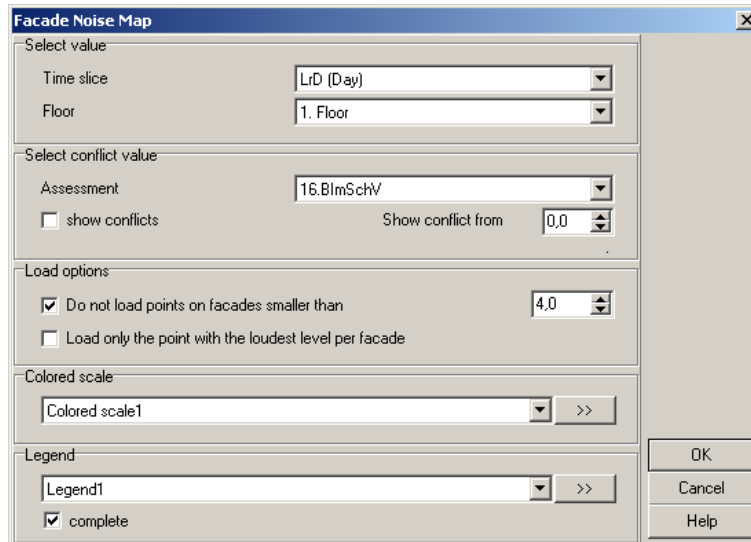 Facade Noise Map
Select value
Time slice LrD (Day)
Floor 1. Floor
Select conflict value
Assessment 16.BImSchV
show conflicts Show conflict from 0,0
.
Load options
Do not load points on facades smaller than 4,0
Load only the point with the loudest level per facade
Colored scale
Colored scale1 >>
Legend
Legend1 >>
complete
OK
Cancel
Help